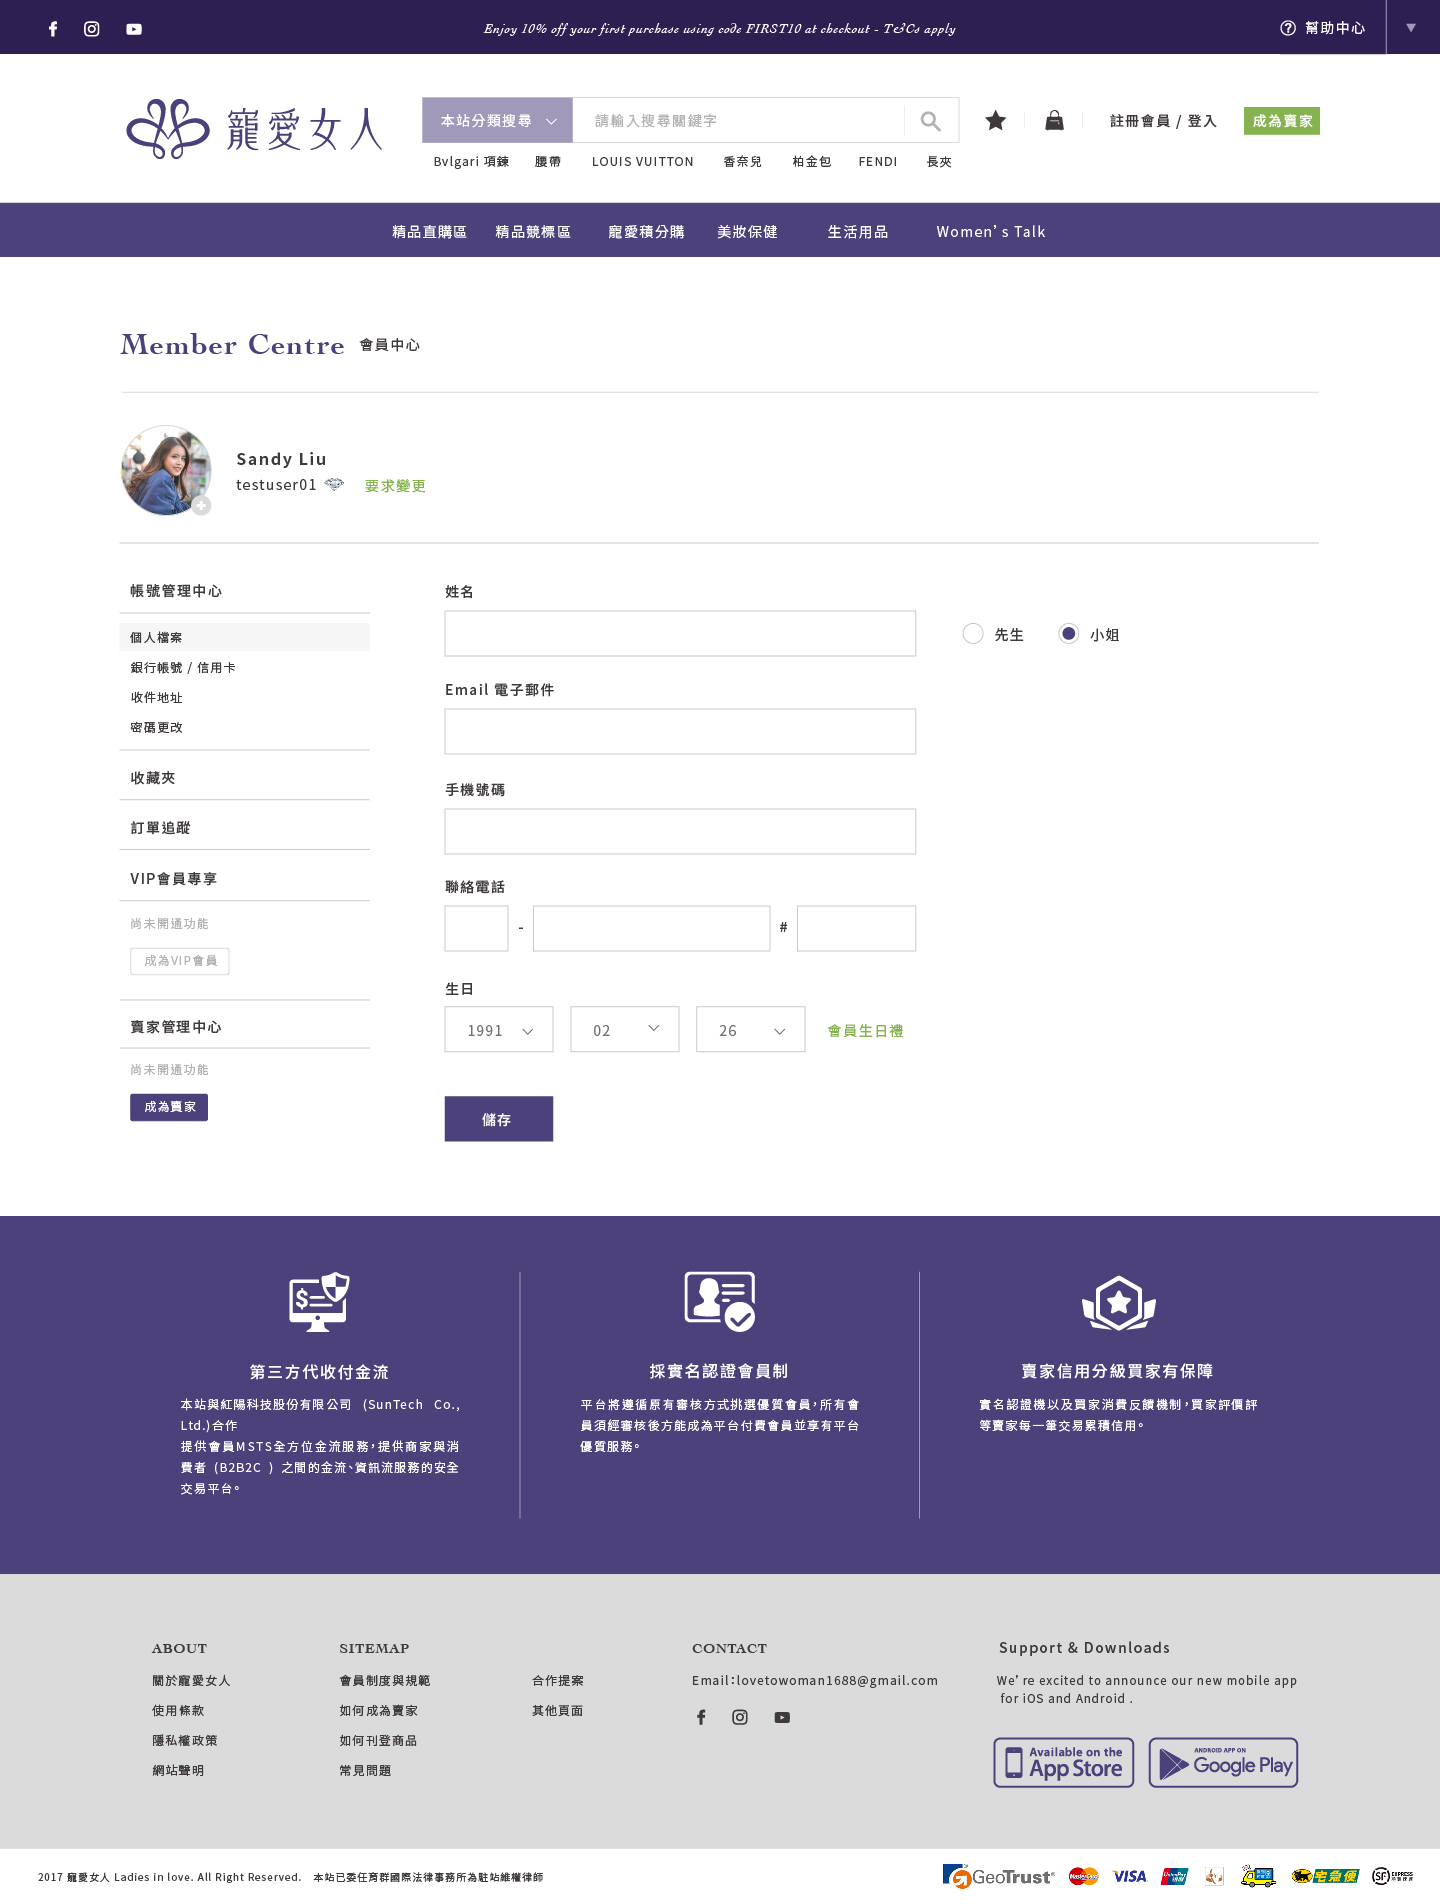 Enjoy 10% off your first purchase using code FIRST10 at checkout - T&Cs apply
幫助中心
寵愛女人
本站分類搜尋
請輸入搜尋關鍵字
註冊會員 / 登入
成為賣家
Bvlgari 項鍊 腰帶 LOUIS VUITTON 香奈兒 柏金包 FENDI 長夾
精品直購區 精品競標區 寵愛積分購 美妝保健 生活用品 Women’s Talk
Member Centre 會員中心
Sandy Liu
testuser01 要求變更
帳號管理中心
個人檔案
銀行帳號 / 信用卡
收件地址
密碼更改
收藏夾
訂單追蹤
VIP會員專享
尚未開通功能
成為VIP會員
賣家管理中心
尚未開通功能
成為賣家
姓名
先生 小姐
Email 電子郵件
手機號碼
聯絡電話
- #
生日
1991 02 26 會員生日禮
儲存
第三方代收付金流
本站與紅陽科技股份有限公司 (SunTech Co.,
Ltd.)合作
提供會員MSTS全方位金流服務，提供商家與消
費者 (B2B2C ) 之間的金流、資訊流服務的安全
交易平台。
採實名認證會員制
平台將遵循原有審核方式挑選優質會員，所有會
員須經審核後方能成為平台付費會員並享有平台
優質服務。
賣家信用分級買家有保障
實名認證機以及買家消費反饋機制，買家評價評
等賣家每一筆交易累積信用。
ABOUT
關於寵愛女人
使用條款
隱私權政策
網站聲明
SITEMAP
會員制度與規範
如何成為賣家
如何刊登商品
常見問題
合作提案
其他頁面
CONTACT
Email：lovetowoman1688@gmail.com
Support & Downloads
We’re excited to announce our new mobile app
for iOS and Android .
Available on the
App Store
ANDROID APP ON
Google Play
2017 寵愛女人 Ladies in love. All Right Reserved. 本站已委任育群國際法律事務所為駐站維權律師
GeoTrust
MasterCard
VISA
UnionPay
宅急便
SF EXPRESS